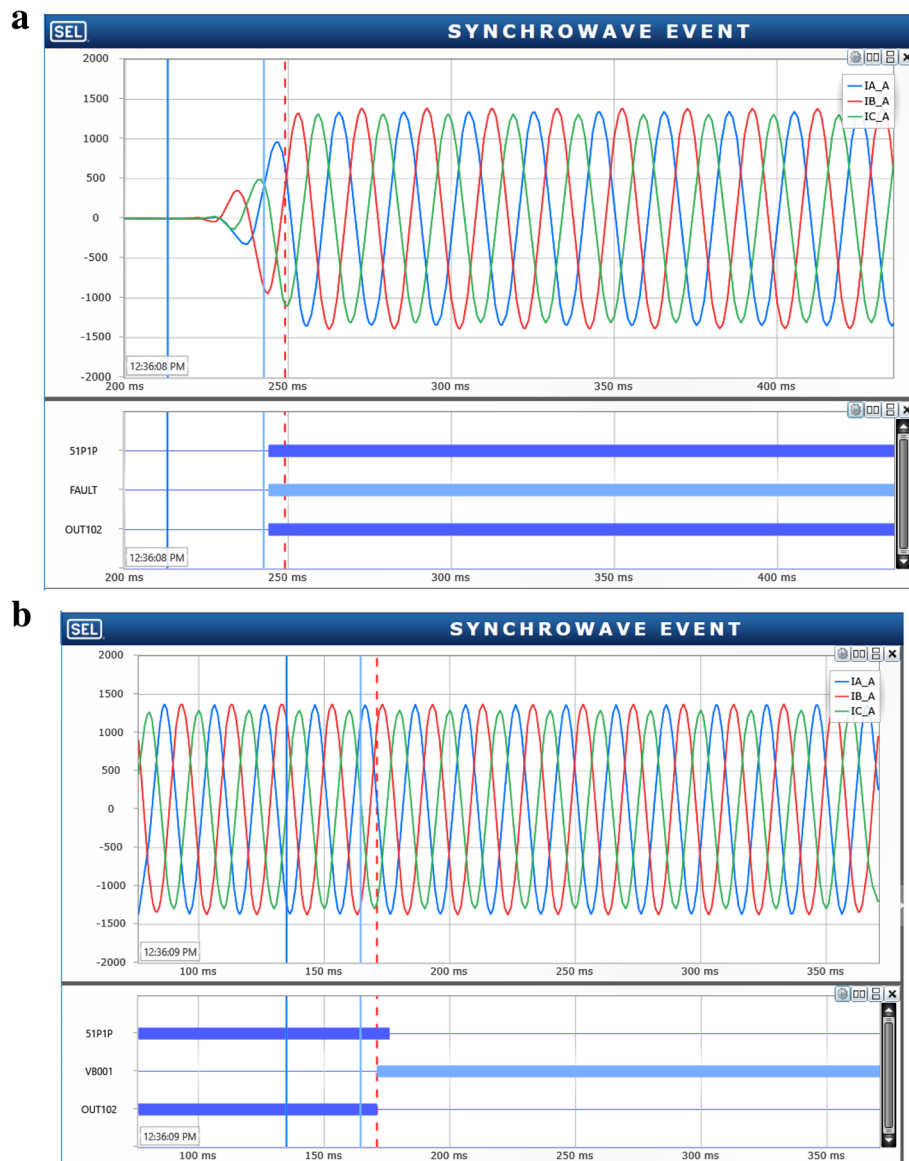 a
SEL SYNCHROWAVE EVENT
2000
1500
1000
500
0
-500
-1000
-1500
-2000
IA_A
IB_A
IC_A
12:36:08 PM
200 ms 250 ms 300 ms 350 ms 400 ms
51P1P
FAULT
OUT102
12:36:08 PM
200 ms 250 ms 300 ms 350 ms 400 ms
b
SEL SYNCHROWAVE EVENT
2000
1500
1000
500
0
-500
-1000
-1500
-2000
IA_A
IB_A
IC_A
12:36:09 PM
100 ms 150 ms 200 ms 250 ms 300 ms 350 ms
51P1P
VB001
OUT102
12:36:09 PM
100 ms 150 ms 200 ms 250 ms 300 ms 350 ms